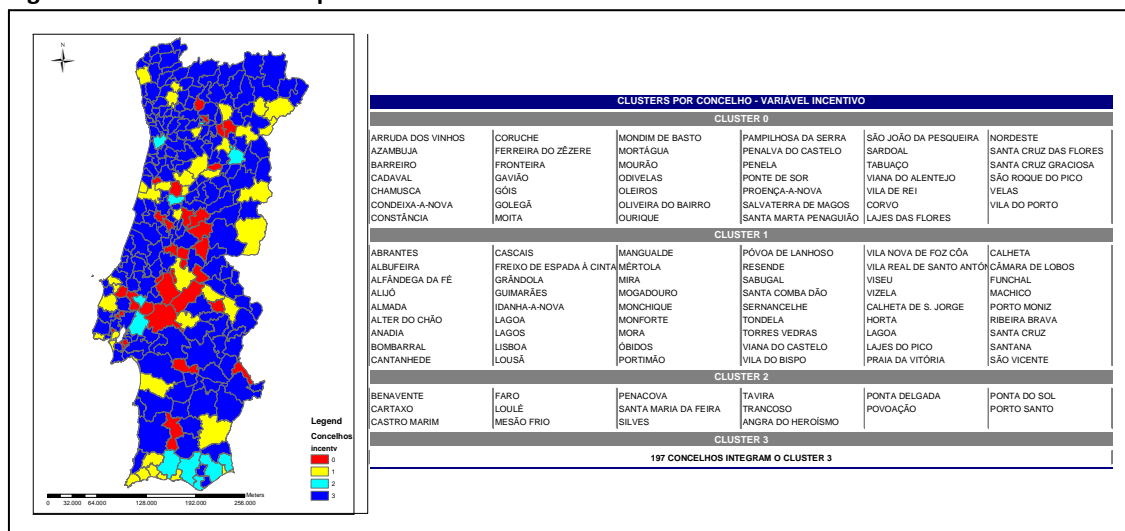 N
CLUSTERS POR CONCELHO - VARIÁVEL INCENTIVO
CLUSTER 0
ARRUDA DOS VINHOS CORUCHE MONDIM DE BASTO PAMPILHOSA DA SERRA SÃO JOÃO DA PESQUEIRA NORDESTE
AZAMBUJA FERREIRA DO ZÊZERE MORTÁGUA PENALVA DO CASTELO SARDOAL SANTA CRUZ DAS FLORES
BARREIRO FRONTEIRA MOURÃO PENELA TABUAÇO SANTA CRUZ GRACIOSA
CADAVAL GAVIÃO ODIVELAS PONTE DE SOR VIANA DO ALENTEJO SÃO ROQUE DO PICO
CHAMUSCA GÓIS OLEIROS PROENÇA-A-NOVA VILA DE REI VELAS
CONDEIXA-A-NOVA GOLEGÃ OLIVEIRA DO BAIRRO SALVATERRA DE MAGOS CORVO VILA DO PORTO
CONSTÂNCIA MOITA OURIQUE SANTA MARTA PENAGUIÃO LAJES DAS FLORES
CLUSTER 1
ABRANTES CASCAIS MANGUALDE PÓVOA DE LANHOSO VILA NOVA DE FOZ CÔA CALHETA
ALBUFEIRA FREIXO DE ESPADA À CINTA MÉRTOLA RESENDE VILA REAL DE SANTO ANTÓN CÂMARA DE LOBOS
ALFÂNDEGA DA FÉ GRÂNDOLA MIRA SABUGAL VISEU FUNCHAL
ALIJÓ GUIMARÃES MOGADOURO SANTA COMBA DÃO VIZELA MACHICO
ALMADA IDANHA-A-NOVA MONCHIQUE SERNANCELHE CALHETA DE S. JORGE PORTO MONIZ
ALTER DO CHÃO LAGOA MONFORTE TONDELA HORTA RIBEIRA BRAVA
ANADIA LAGOS MORA TORRES VEDRAS LAGOA SANTA CRUZ
BOMBARRAL LISBOA ÓBIDOS VIANA DO CASTELO LAJES DO PICO SANTANA
CANTANHEDE LOUSÃ PORTIMÃO VILA DO BISPO PRAIA DA VITÓRIA SÃO VICENTE
CLUSTER 2
BENAVENTE FARO PENACOVA TAVIRA PONTA DELGADA PONTA DO SOL
CARTAXO LOULÉ SANTA MARIA DA FEIRA TRANCOSO POVOAÇÃO PORTO SANTO
CASTRO MARIM MESÃO FRIO SILVES ANGRA DO HEROÍSMO
CLUSTER 3
197 CONCELHOS INTEGRAM O CLUSTER 3
Legend
Concelhos
incentv
0
1
2
3
Meters
0 32.000 64.000 128.000 192.000 256.000